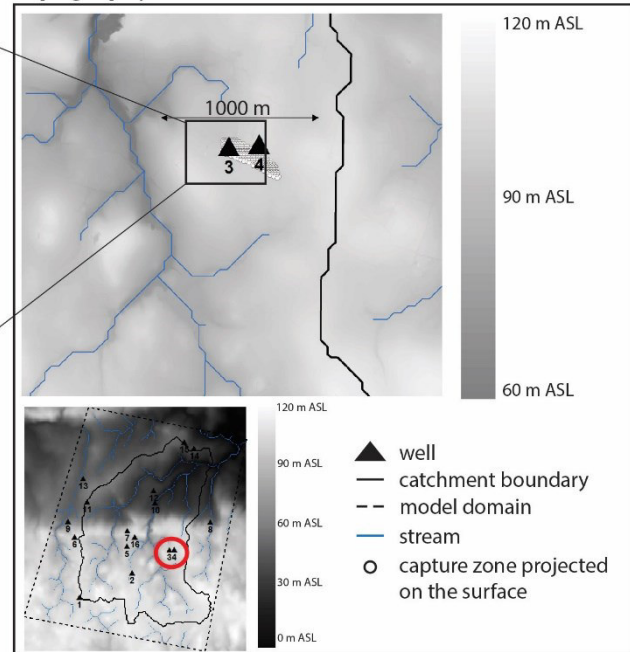 120 m ASL
1000 m
3 4
90 m ASL
60 m ASL
120 m ASL
90 m ASL
60 m ASL
30 m ASL
0 m ASL
14
13
11
10
9
8
7
6
16
5
34
2
1
well
catchment boundary
model domain
stream
capture zone projected
on the surface